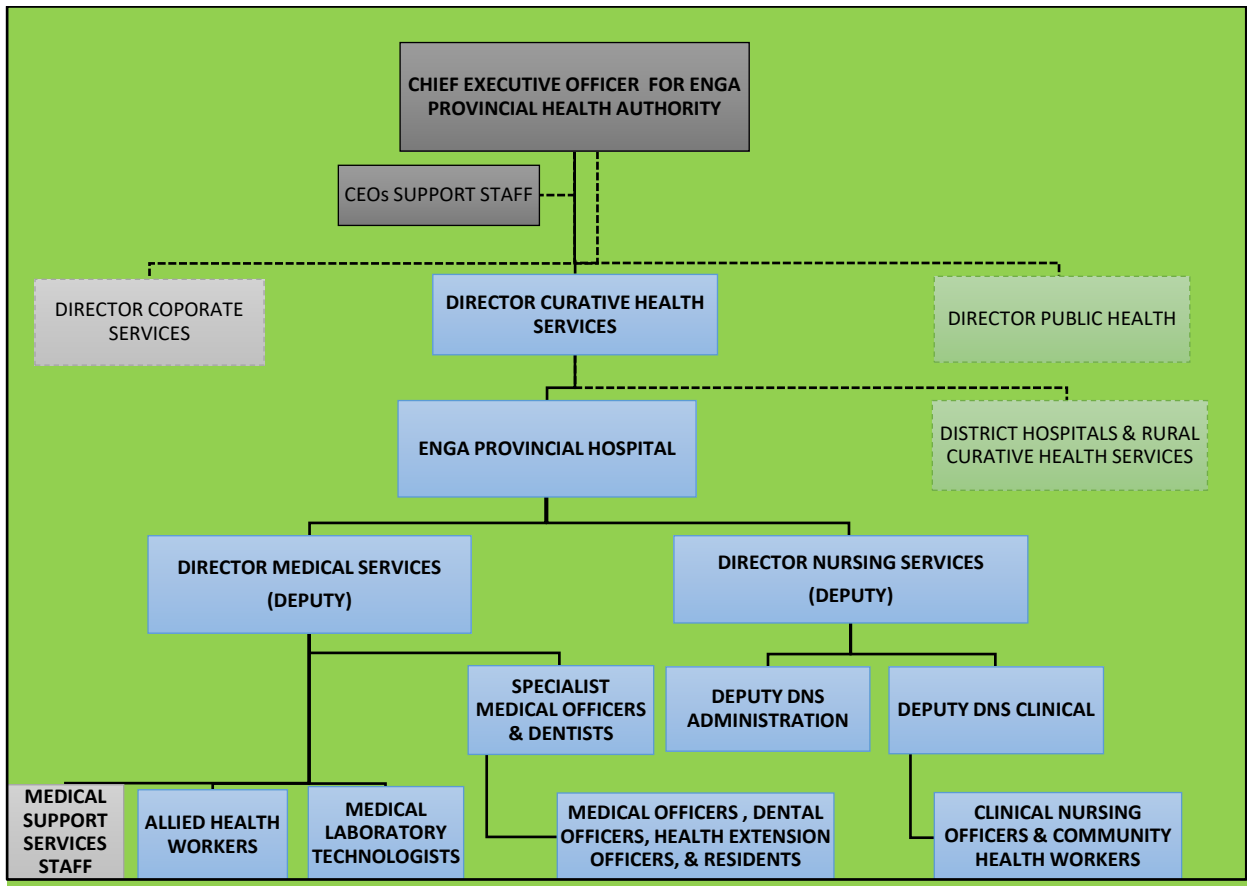 CHIEF EXECUTIVE OFFICER FOR ENGA
PROVINCIAL HEALTH AUTHORITY
CEOs SUPPORT STAFF
DIRECTOR COPORATE
SERVICES
DIRECTOR CURATIVE HEALTH
SERVICES
DIRECTOR PUBLIC HEALTH
ENGA PROVINCIAL HOSPITAL
DISTRICT HOSPITALS & RURAL
CURATIVE HEALTH SERVICES
DIRECTOR MEDICAL SERVICES
(DEPUTY)
DIRECTOR NURSING SERVICES
(DEPUTY)
SPECIALIST
MEDICAL OFFICERS
& DENTISTS
DEPUTY DNS
ADMINISTRATION
DEPUTY DNS CLINICAL
MEDICAL
SUPPORT
SERVICES
STAFF
ALLIED HEALTH
WORKERS
MEDICAL
LABORATORY
TECHNOLOGISTS
MEDICAL OFFICERS , DENTAL
OFFICERS, HEALTH EXTENSION
OFFICERS, & RESIDENTS
CLINICAL NURSING
OFFICERS & COMMUNITY
HEALTH WORKERS